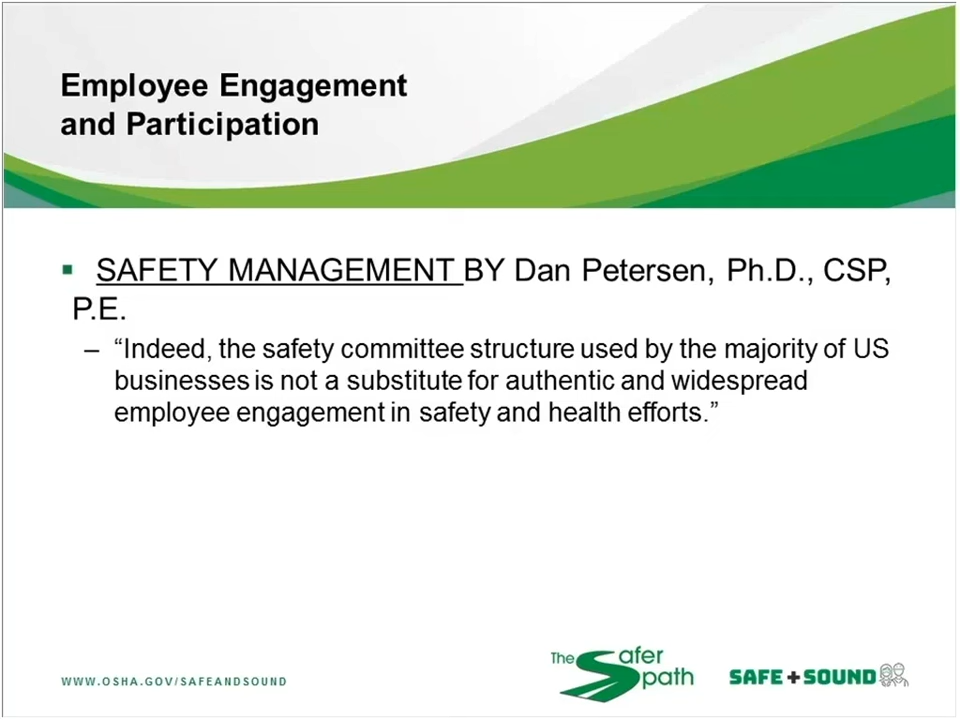 Employee Engagement
and Participation
▪ SAFETY MANAGEMENT BY Dan Petersen, Ph.D., CSP,
P.E.
– “Indeed, the safety committee structure used by the majority of US
businesses is not a substitute for authentic and widespread
employee engagement in safety and health efforts.”
WWW.OSHA.GOV/SAFEANDSOUND
The Safer
path
SAFE+SOUND